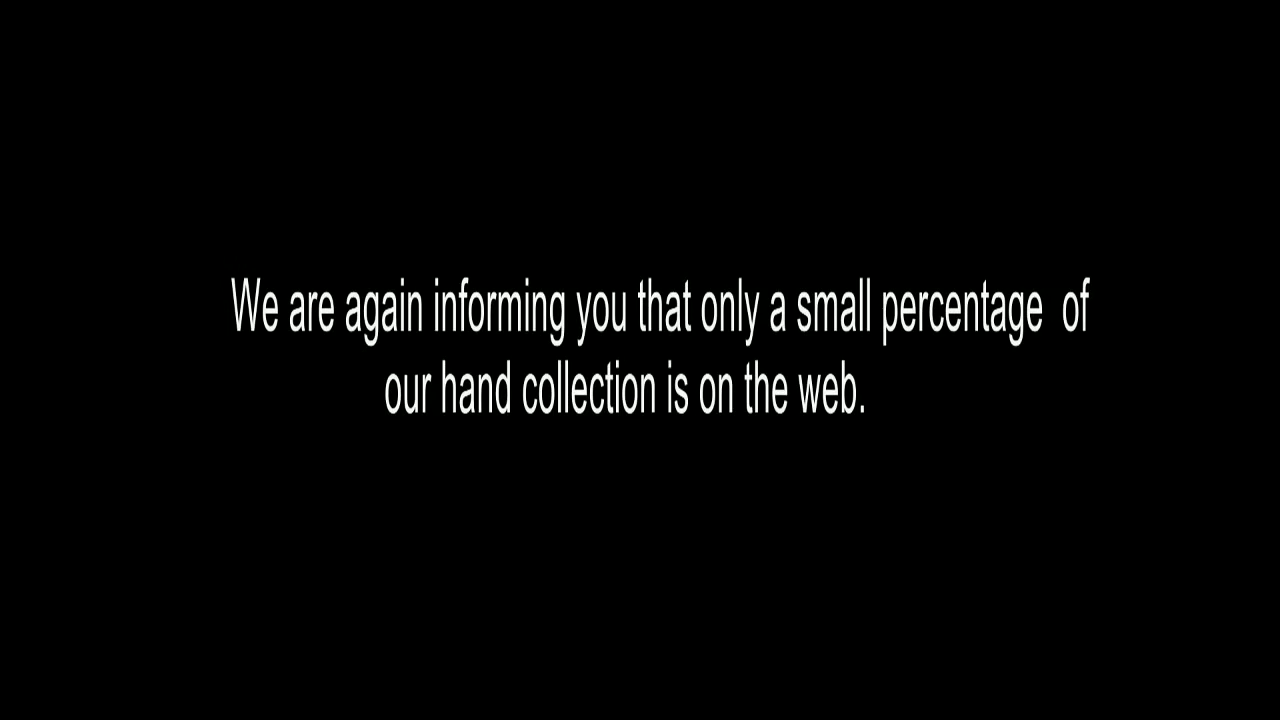 We are again informing you that only a small percentage  of
our hand collection is on the web.